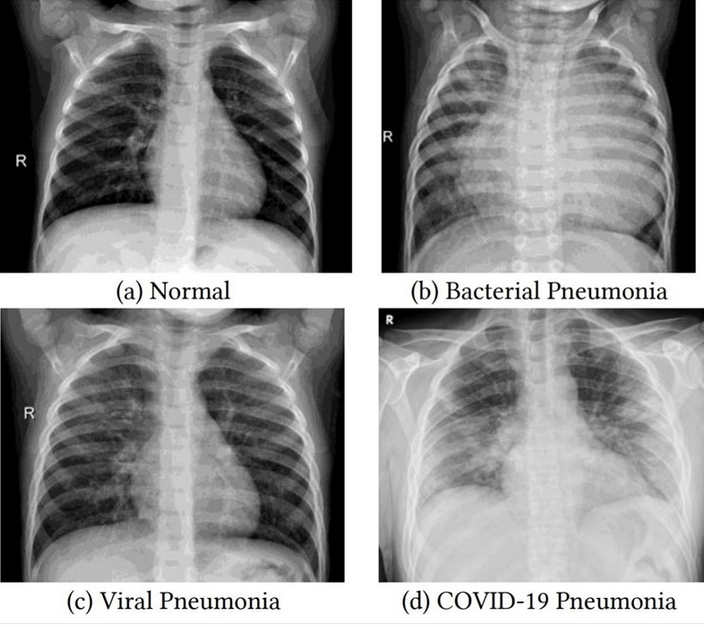 R
R
(a) Normal
(b) Bacterial Pneumonia
R
R
(c) Viral Pneumonia
(d) COVID-19 Pneumonia